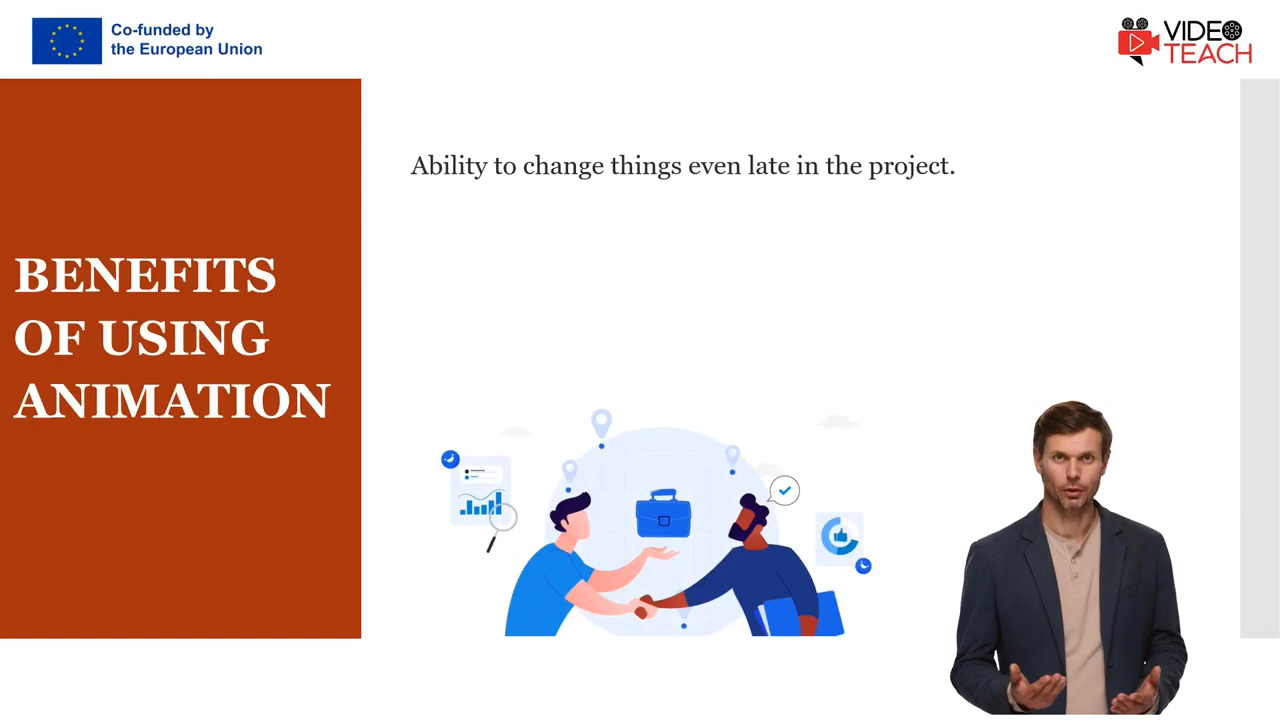 Co-funded by
the European Union
VIDEO
TEACH
BENEFITS
OF USING
ANIMATION
Ability to change things even late in the project.